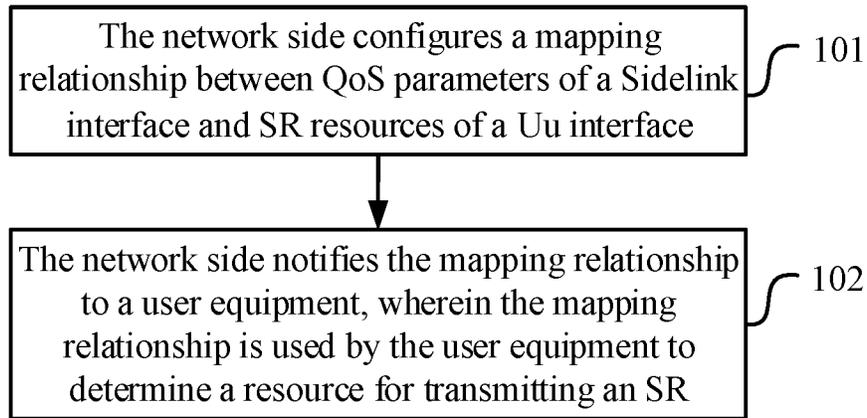 The network side configures a mapping
relationship between QoS parameters of a Sidelink
interface and SR resources of a Uu interface
101
The network side notifies the mapping relationship
to a user equipment, wherein the mapping
relationship is used by the user equipment to
determine a resource for transmitting an SR
102